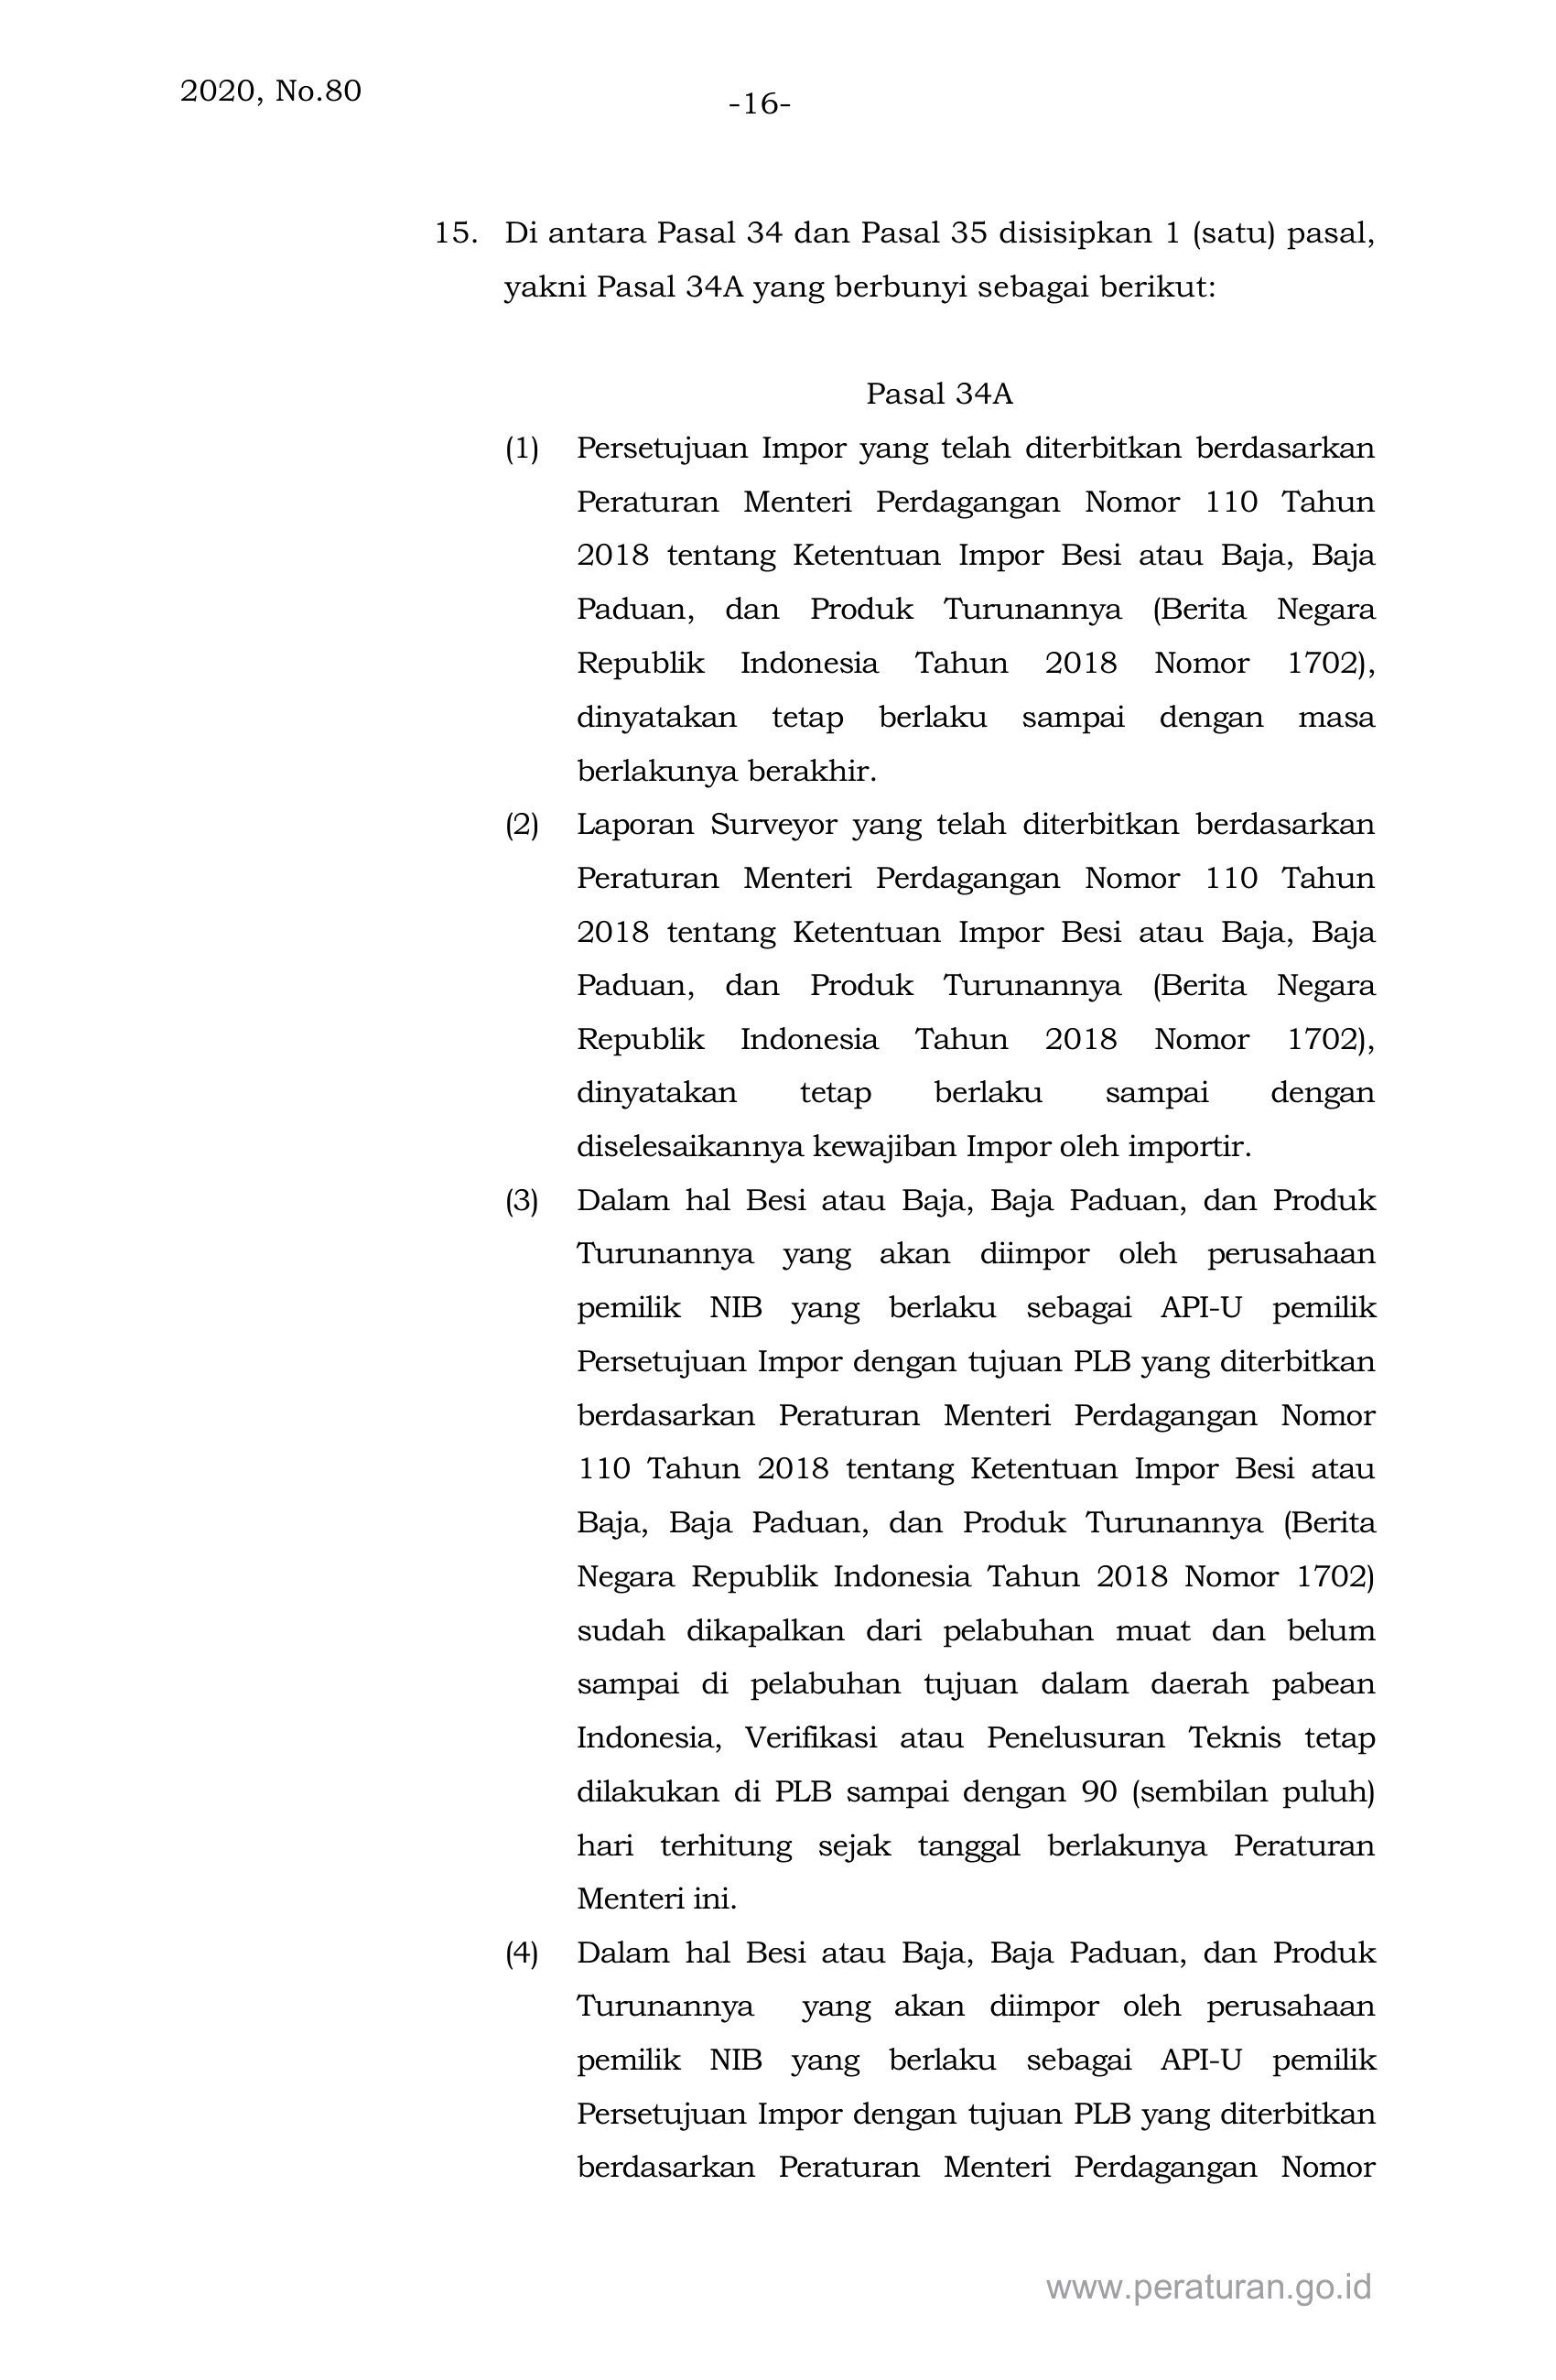 2020, No.80
-16-
15. Di antara Pasal 34 dan Pasal 35 disisipkan 1 (satu) pasal,
yakni Pasal 34A yang berbunyi sebagai berikut:
Pasal 34A
(1) Persetujuan Impor yang telah diterbitkan berdasarkan
Peraturan Menteri Perdagangan Nomor 110 Tahun
2018 tentang Ketentuan Impor Besi atau Baja, Baja
Paduan, dan Produk Turunannya (Berita Negara
Republik Indonesia Tahun 2018 Nomor 1702),
dinyatakan tetap berlaku sampai dengan masa
berlakunya berakhir.
(2) Laporan Surveyor yang telah diterbitkan berdasarkan
Peraturan Menteri Perdagangan Nomor 110 Tahun
2018 tentang Ketentuan Impor Besi atau Baja, Baja
Paduan, dan Produk Turunannya (Berita Negara
Republik Indonesia Tahun 2018 Nomor 1702),
dinyatakan tetap berlaku sampai dengan
diselesaikannya kewajiban Impor oleh importir.
(3) Dalam hal Besi atau Baja, Baja Paduan, dan Produk
Turunannya yang akan diimpor oleh perusahaan
pemilik NIB yang berlaku sebagai API-U pemilik
Persetujuan Impor dengan tujuan PLB yang diterbitkan
berdasarkan Peraturan Menteri Perdagangan Nomor
110 Tahun 2018 tentang Ketentuan Impor Besi atau
Baja, Baja Paduan, dan Produk Turunannya (Berita
Negara Republik Indonesia Tahun 2018 Nomor 1702)
sudah dikapalkan dari pelabuhan muat dan belum
sampai di pelabuhan tujuan dalam daerah pabean
Indonesia, Verifikasi atau Penelusuran Teknis tetap
dilakukan di PLB sampai dengan 90 (sembilan puluh)
hari terhitung sejak tanggal berlakunya Peraturan
Menteri ini.
(4) Dalam hal Besi atau Baja, Baja Paduan, dan Produk
Turunannya yang akan diimpor oleh perusahaan
pemilik NIB yang berlaku sebagai API-U pemilik
Persetujuan Impor dengan tujuan PLB yang diterbitkan
berdasarkan Peraturan Menteri Perdagangan Nomor
www.peraturan.go.id